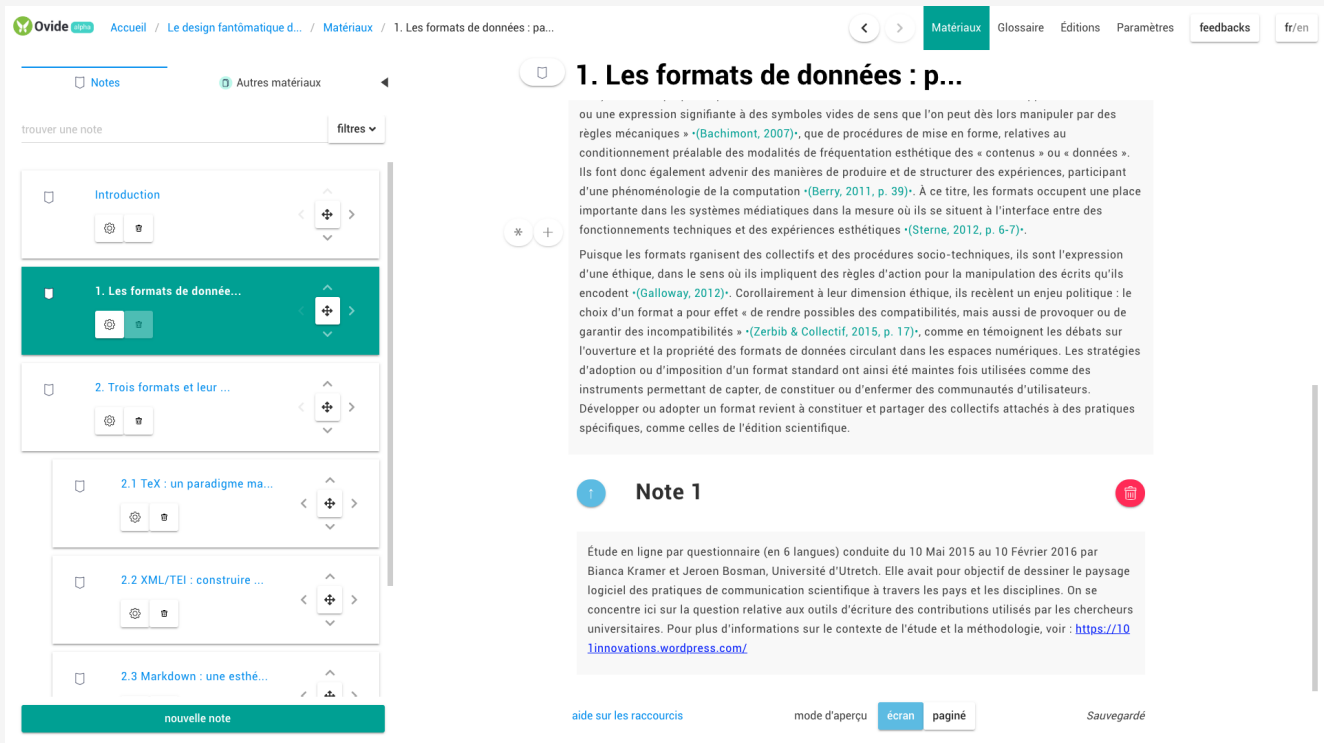 Ovide alpha Accueil / Le design fantômatique d... / Matériaux / 1. Les formats de données : pa...
Matériaux Glossaire Éditions Paramètres feedbacks fr/en
Notes Autres matériaux
trouver une note filtres
Introduction
1. Les formats de donnée...
2. Trois formats et leur ...
2.1 TeX : un paradigme ma...
2.2 XML/TEI : construire ...
2.3 Markdown : une esthé...
nouvelle note
1. Les formats de données : p...
ou une expression signifiante à des symboles vides de sens que l'on peut dès lors manipuler par des
règles mécaniques » •(Bachimont, 2007)•, que de procédures de mise en forme, relatives au
conditionnement préalable des modalités de fréquentation esthétique des « contenus » ou « données ».
Ils font donc également advenir des manières de produire et de structurer des expériences, participant
d'une phénoménologie de la computation •(Berry, 2011, p. 39)•. À ce titre, les formats occupent une place
importante dans les systèmes médiatiques dans la mesure où ils se situent à l'interface entre des
fonctionnements techniques et des expériences esthétiques •(Sterne, 2012, p. 6-7)•.
Puisque les formats rganisent des collectifs et des procédures socio-techniques, ils sont l'expression
d'une éthique, dans le sens où ils impliquent des règles d'action pour la manipulation des écrits qu'ils
encodent •(Galloway, 2012)•. Corollairement à leur dimension éthique, ils recèlent un enjeu politique : le
choix d'un format a pour effet « de rendre possibles des compatibilités, mais aussi de provoquer ou de
garantir des incompatibilités » •(Zerbib & Collectif, 2015, p. 17)•, comme en témoignent les débats sur
l'ouverture et la propriété des formats de données circulant dans les espaces numériques. Les stratégies
d'adoption ou d'imposition d'un format standard ont ainsi été maintes fois utilisées comme des
instruments permettant de capter, de constituer ou d'enfermer des communautés d'utilisateurs.
Développer ou adopter un format revient à constituer et partager des collectifs attachés à des pratiques
spécifiques, comme celles de l'édition scientifique.
Note 1
Étude en ligne par questionnaire (en 6 langues) conduite du 10 Mai 2015 au 10 Février 2016 par
Bianca Kramer et Jeroen Bosman, Université d'Utretch. Elle avait pour objectif de dessiner le paysage
logiciel des pratiques de communication scientifique à travers les pays et les disciplines. On se
concentre ici sur la question relative aux outils d'écriture des contributions utilisés par les chercheurs
universitaires. Pour plus d'informations sur le contexte de l'étude et la méthodologie, voir : https://10
1innovations.wordpress.com/
aide sur les raccourcis mode d'aperçu écran paginé Sauvegardé